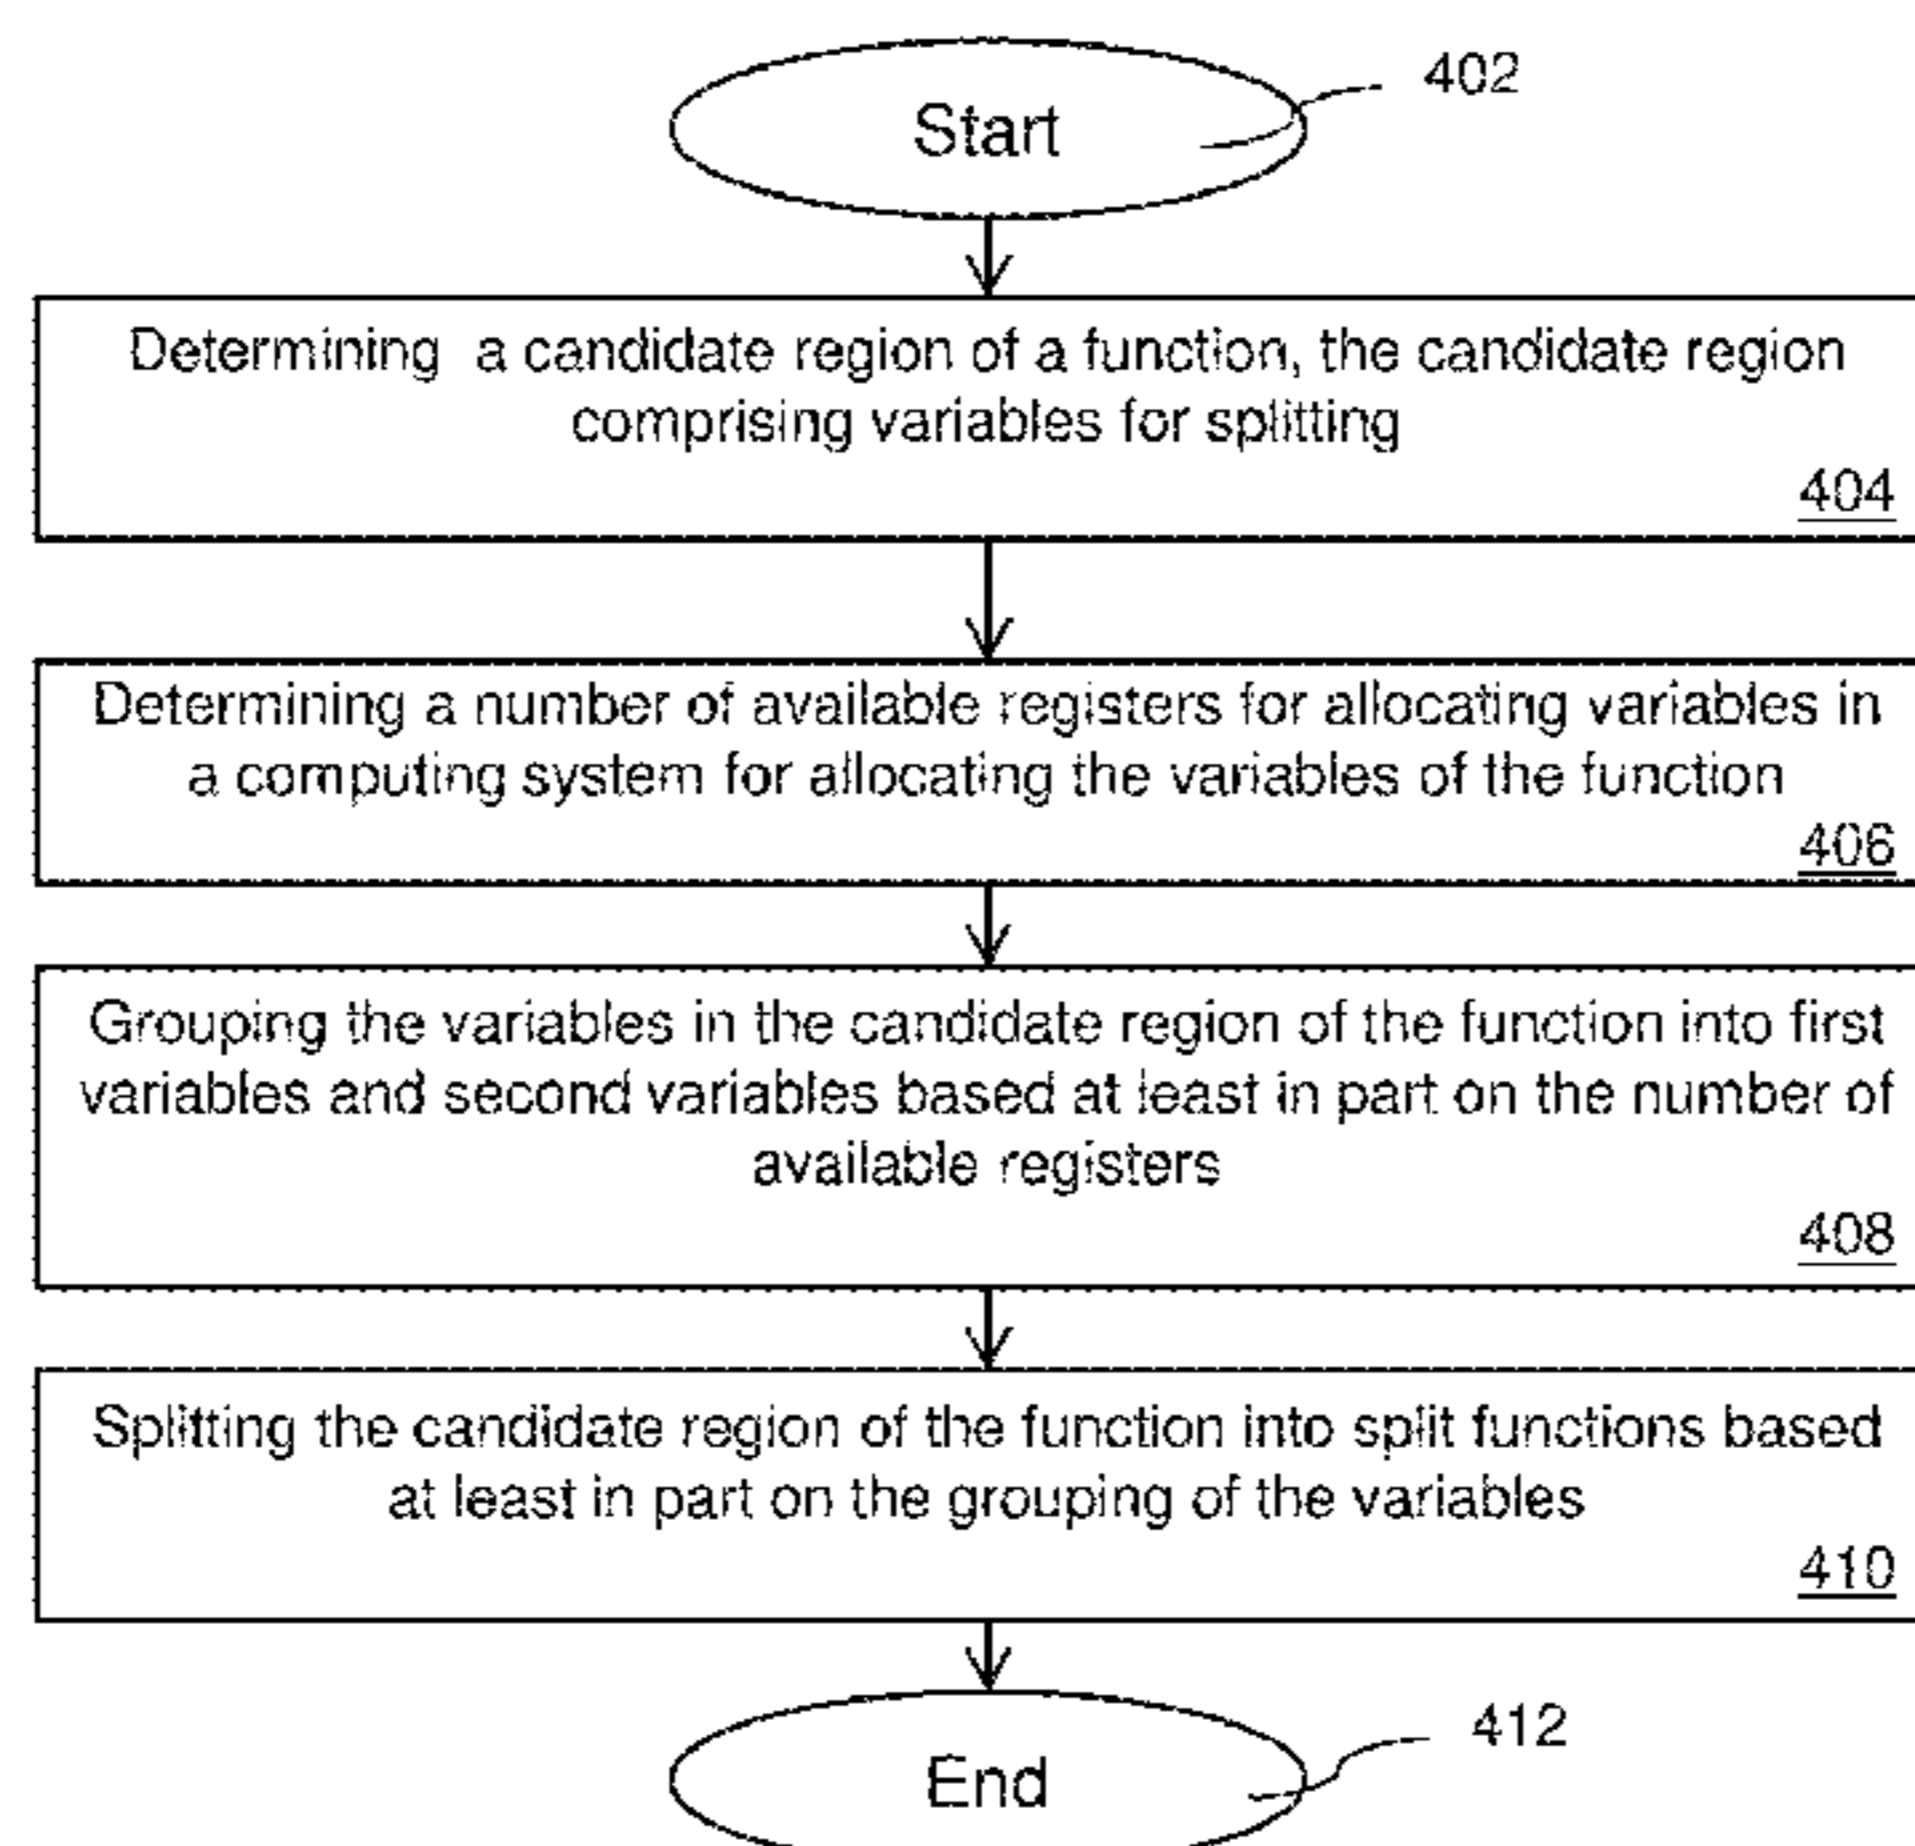 402
Start
Determining a candidate region of a function, the candidate region
comprising variables for splitting
404
Determining a number of available registers for allocating variables in
a computing system for allocating the variables of the function
406
Grouping the variables in the candidate region of the function into first
variables and second variables based at least in part on the number of
available registers
408
Splitting the candidate region of the function into split functions based
at least in part on the grouping of the variables
410
412
End